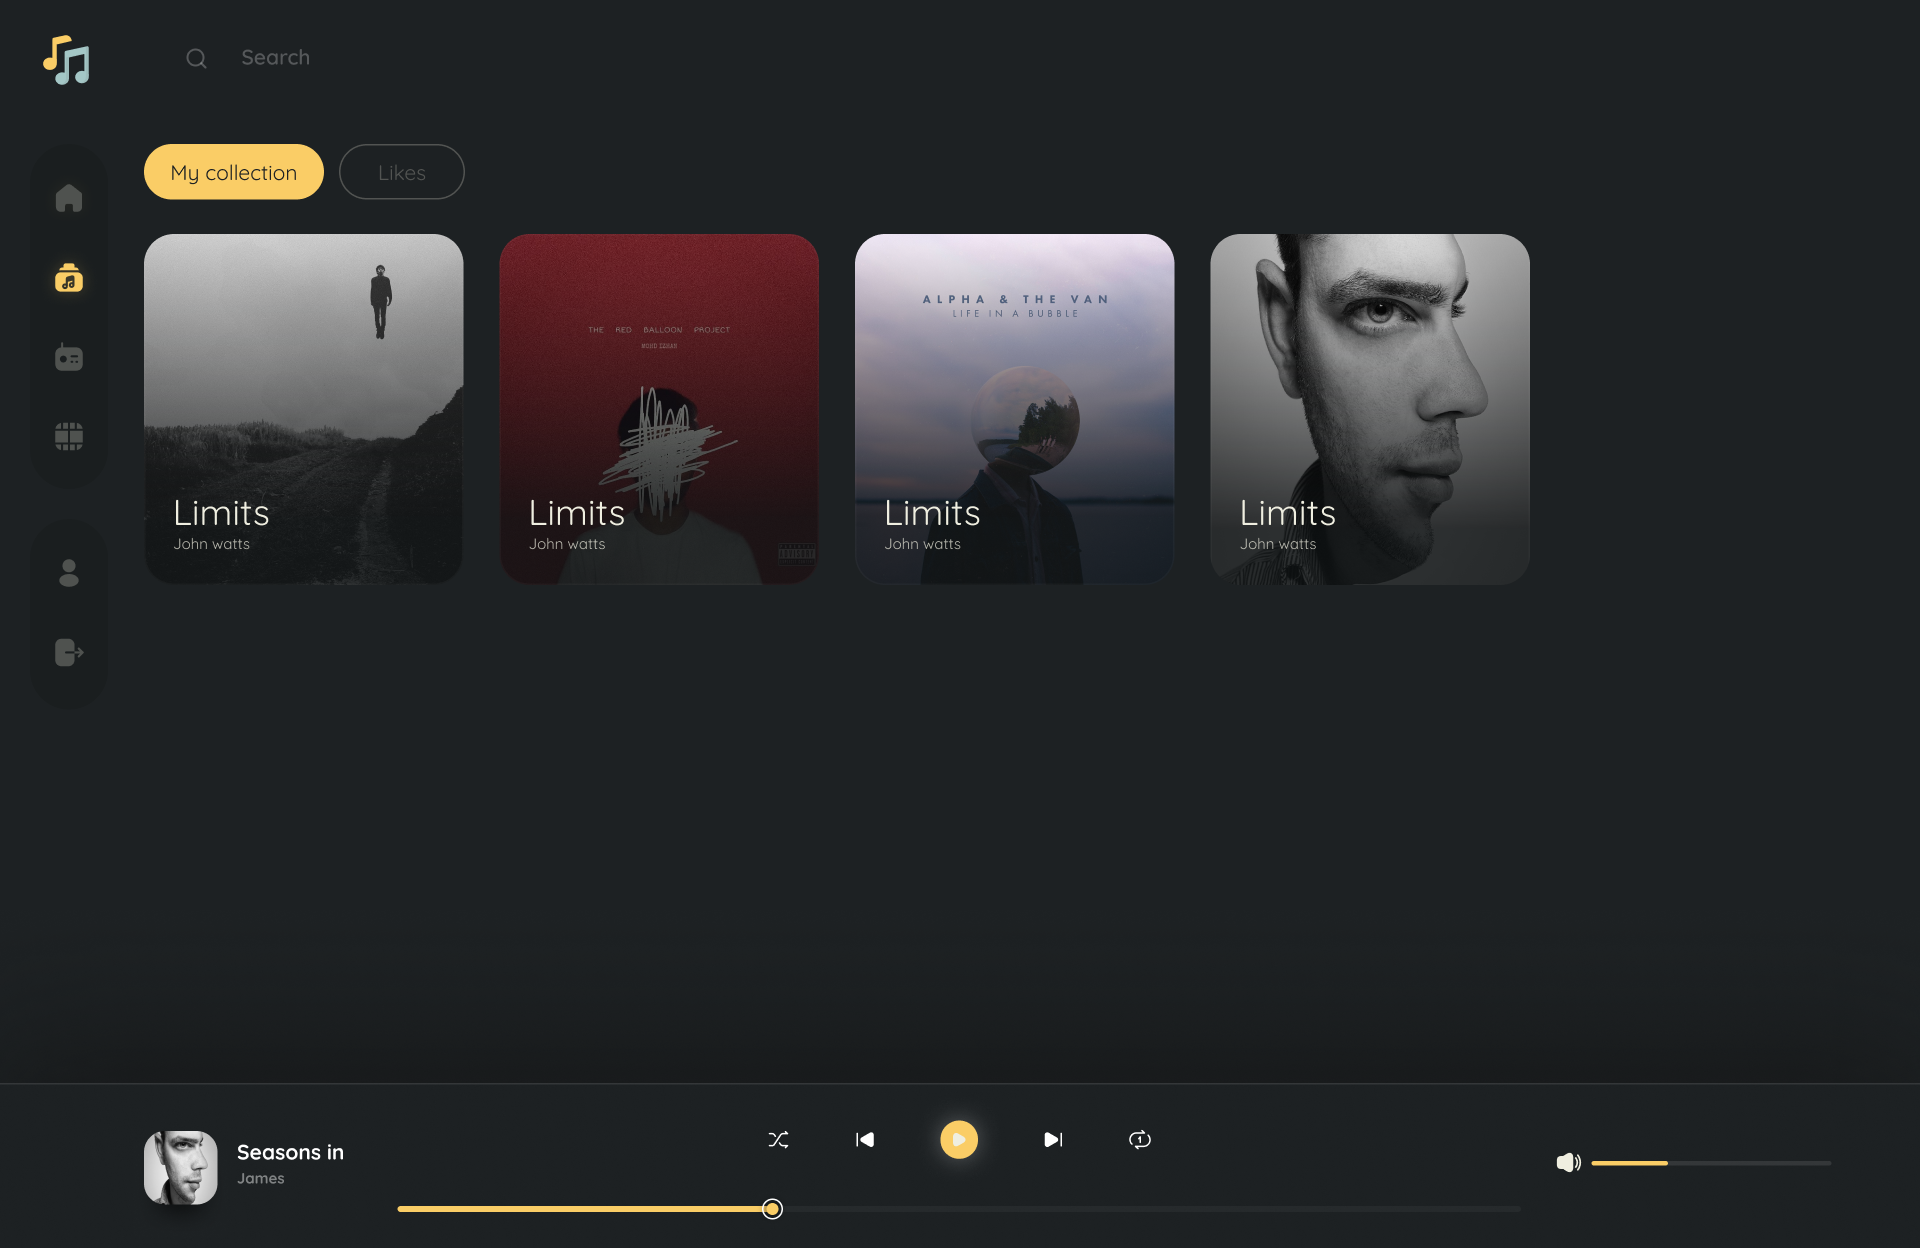 Search
My collection
Likes
THE RED BALLOON PROJECT
Limits
John watts
Limits
John watts
ALPHA & THE VAN
LIFE IN A BUBBLE
Limits
John watts
Limits
John watts
Seasons in
James